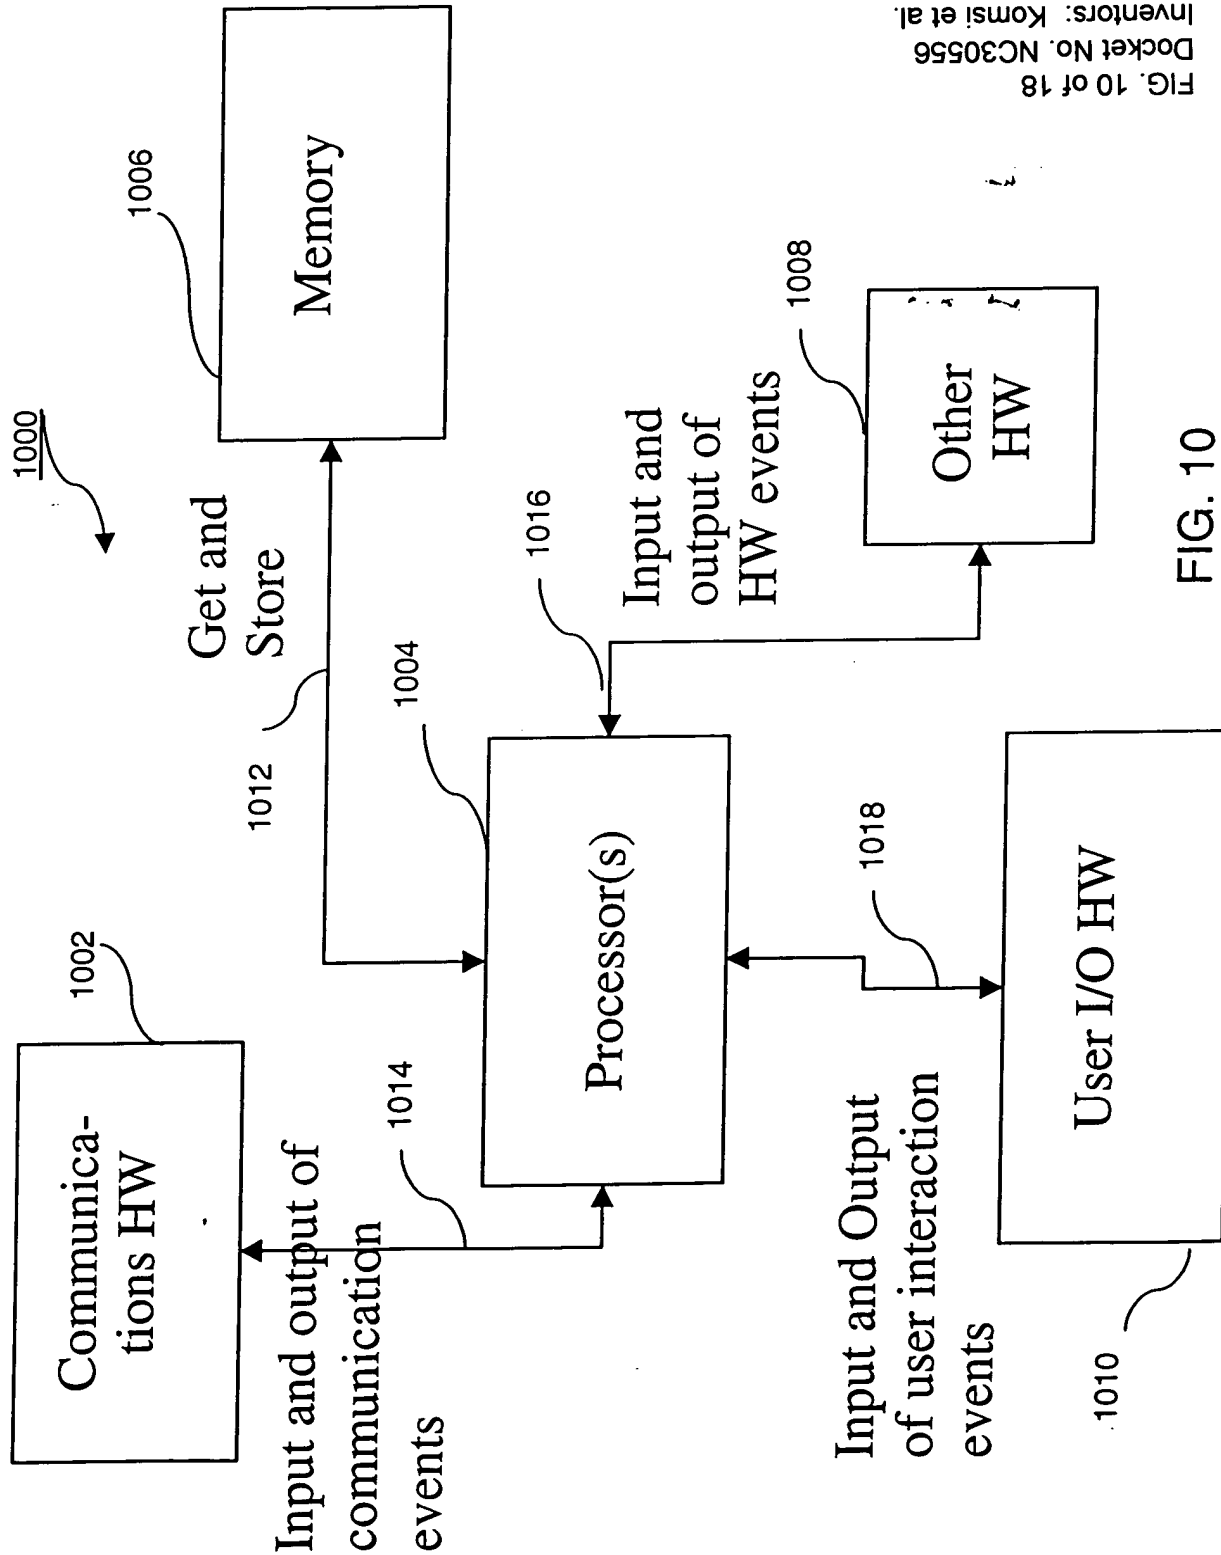 FIG. 10 of 18
Docket No. NC30556
Inventors: Komsi et al.
1000
1002
Communica-
tions HW
1006
Memory
Get and
Store
1012
1004
Processor(s)
1014
Input and output of
communication
events
1016
Input and
output of
HW events
1008
Other
HW
1018
Input and Output
of user interaction
events
User I/O HW
1010
FIG. 10